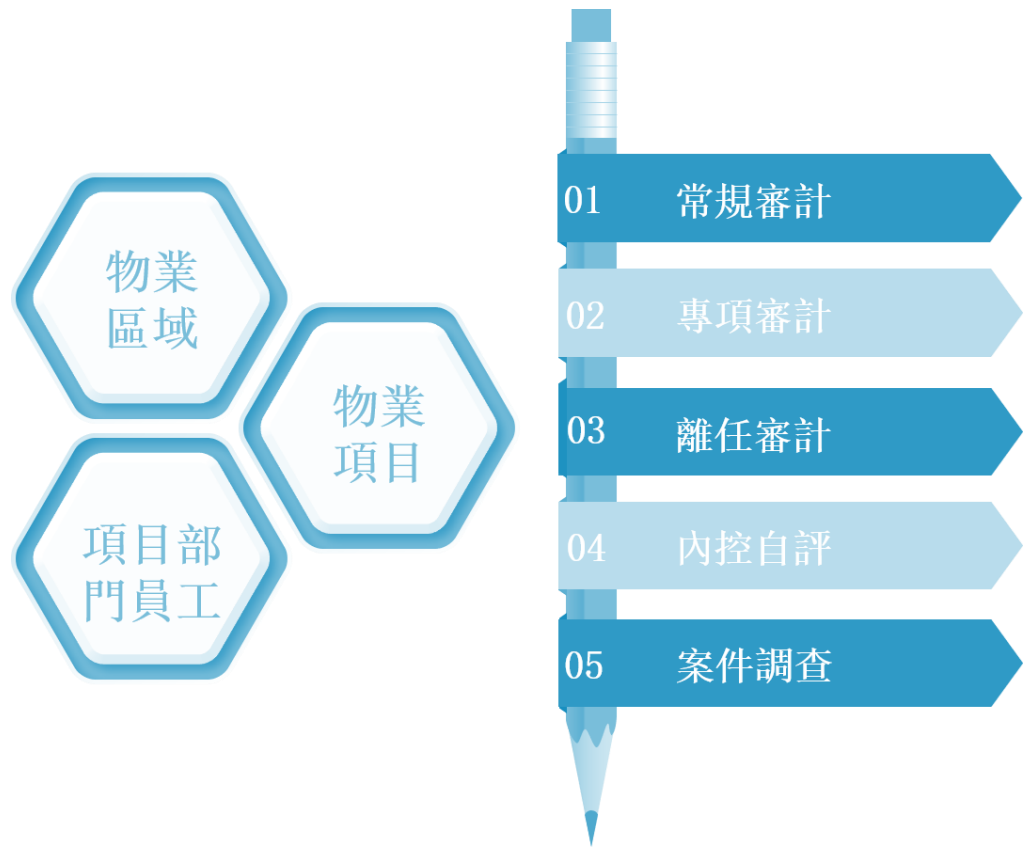 物業
區域
物業
項目
項目部
門員工
01 常規審計
02 專項審計
03 離任審計
04 內控自評
05 案件調查